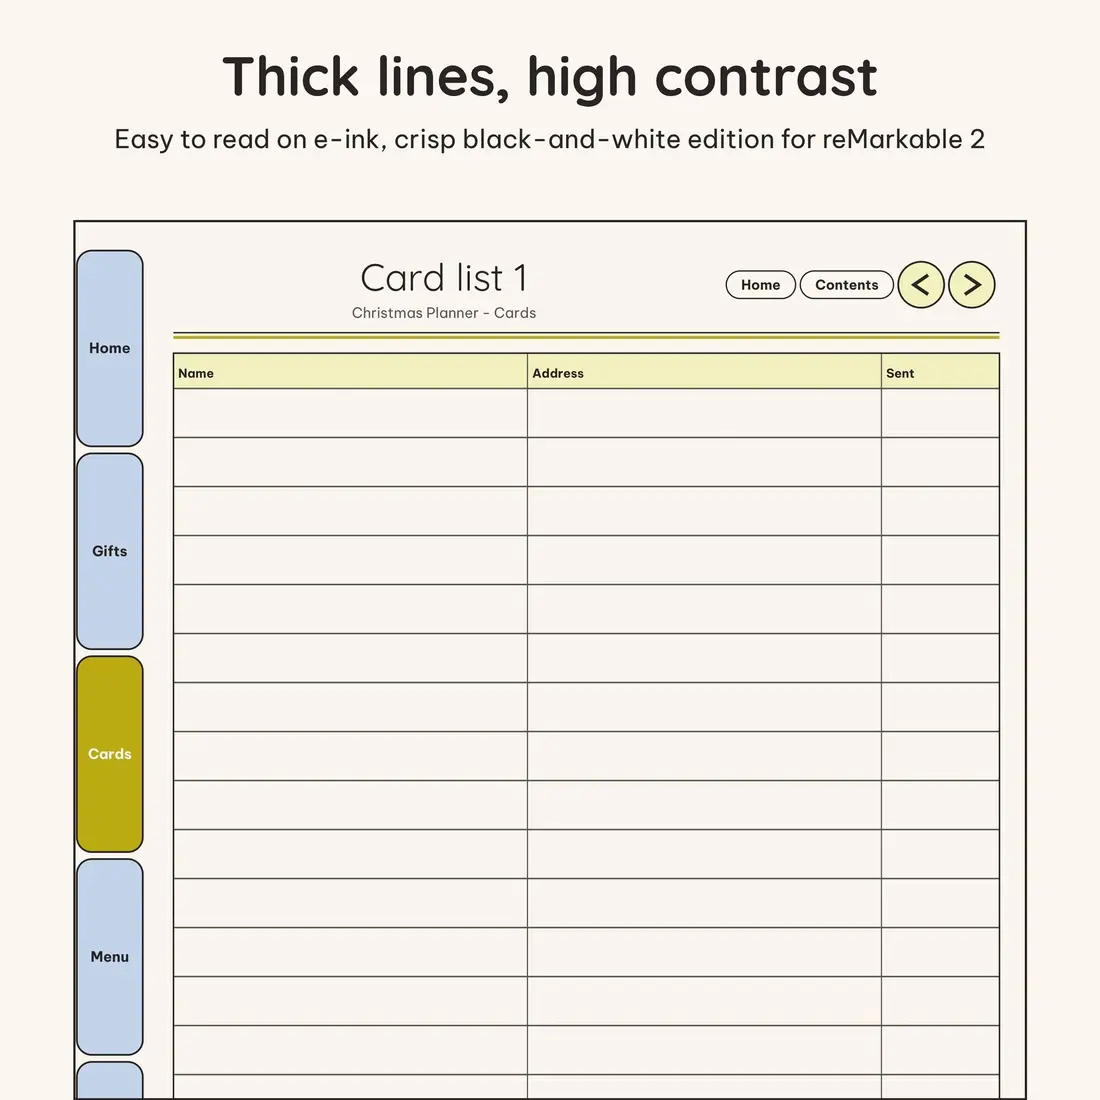 Thick lines, high contrast
Easy to read on e-ink, crisp black-and-white edition for reMarkable 2
Card list 1
Christmas Planner - Cards
Home
Contents
<
>
Name
Address
Sent
Home
Gifts
Cards
Menu